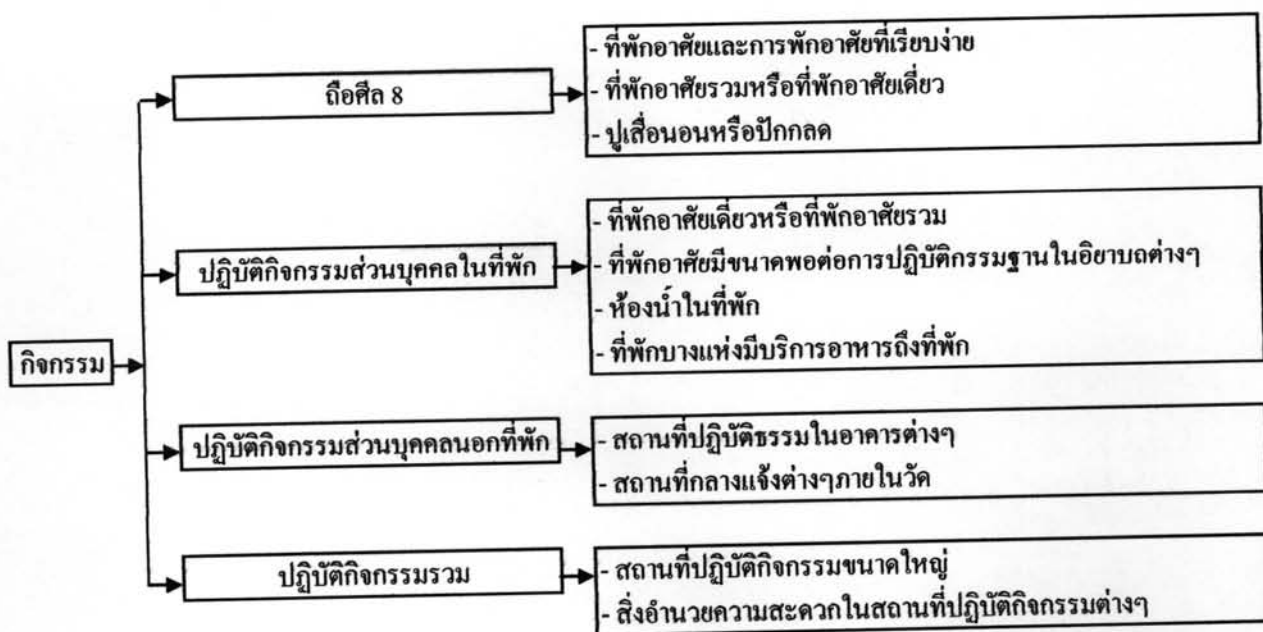 ถือศีล 8
- ที่พักอาศัยและการพักอาศัยที่เรียบง่าย
- ที่พักอาศัยรวมหรือที่พักอาศัยเดี่ยว
- ปูเสื่อนอนหรือปักกลด
กิจกรรม
ปฏิบัติกิจกรรมส่วนบุคคลในที่พัก
- ที่พักอาศัยเดี่ยวหรือที่พักอาศัยรวม
- ที่พักอาศัยมีขนาดพอต่อการปฏิบัติกรรมฐานในอิยาบถต่างๆ
- ห้องน้ำในที่พัก
- ที่พักบางแห่งมีบริการอาหารถึงที่พัก
ปฏิบัติกิจกรรมส่วนบุคคลนอกที่พัก
- สถานที่ปฏิบัติธรรมในอาคารต่างๆ
- สถานที่กลางแจ้งต่างๆภายในวัด
ปฏิบัติกิจกรรมรวม
- สถานที่ปฏิบัติกิจกรรมขนาดใหญ่
- สิ่งอำนวยความสะดวกในสถานที่ปฏิบัติกิจกรรมต่างๆ